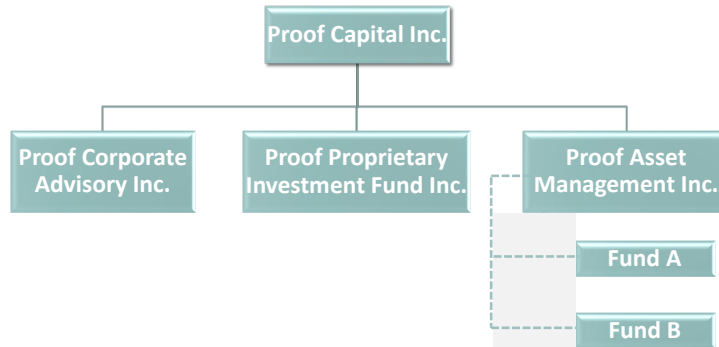 Proof Capital Inc.
Proof Corporate
Advisory Inc.
Proof Proprietary
Investment Fund Inc.
Proof Asset
Management Inc.
Fund A
Fund B